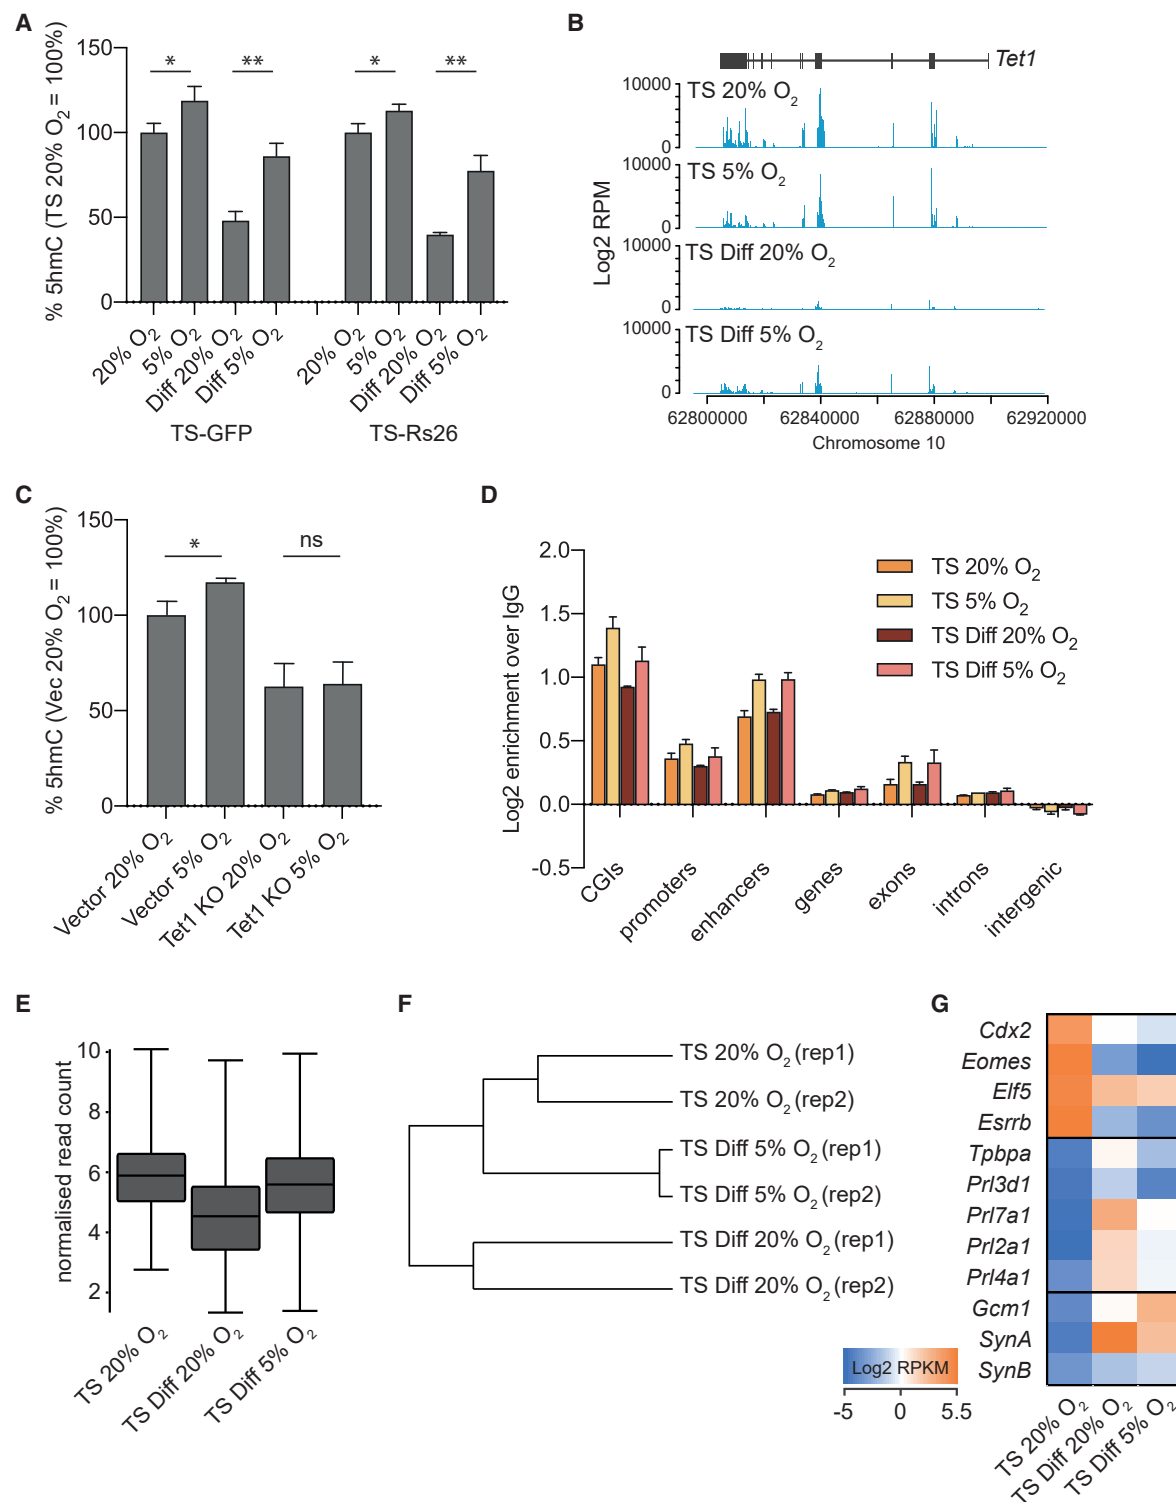 A
% 5hmC (TS 20% O2 = 100%)
150
100
50
0
*
**
*
**
20% O2
5% O2
Diff 20% O2
Diff 5% O2
20% O2
5% O2
Diff 20% O2
Diff 5% O2
TS-GFP
TS-Rs26
B
Tet1
Log2 RPM
10000
0
TS 20% O2
10000
0
TS 5% O2
10000
0
TS Diff 20% O2
10000
0
TS Diff 5% O2
62800000
62840000
62880000
62920000
Chromosome 10
C
% 5hmC (Vec 20% O2 = 100%)
150
100
50
0
*
ns
Vector 20% O2
Vector 5% O2
Tet1 KO 20% O2
Tet1 KO 5% O2
D
Log2 enrichment over IgG
2.0
1.5
1.0
0.5
0.0
-0.5
TS 20% O2
TS 5% O2
TS Diff 20% O2
TS Diff 5% O2
CGIs
promoters
enhancers
genes
exons
introns
intergenic
E
normalised read count
10
8
6
4
2
TS 20% O2
TS Diff 20% O2
TS Diff 5% O2
F
TS 20% O2 (rep1)
TS 20% O2 (rep2)
TS Diff 5% O2 (rep1)
TS Diff 5% O2 (rep2)
TS Diff 20% O2 (rep1)
TS Diff 20% O2 (rep2)
G
Cdx2
Eomes
Elf5
Esrrb
Tpbpa
Prl3d1
Prl7a1
Prl2a1
Prl4a1
Gcm1
SynA
SynB
Log2 RPKM
-5
0
5.5
TS 20% O2
TS Diff 20% O2
TS Diff 5% O2